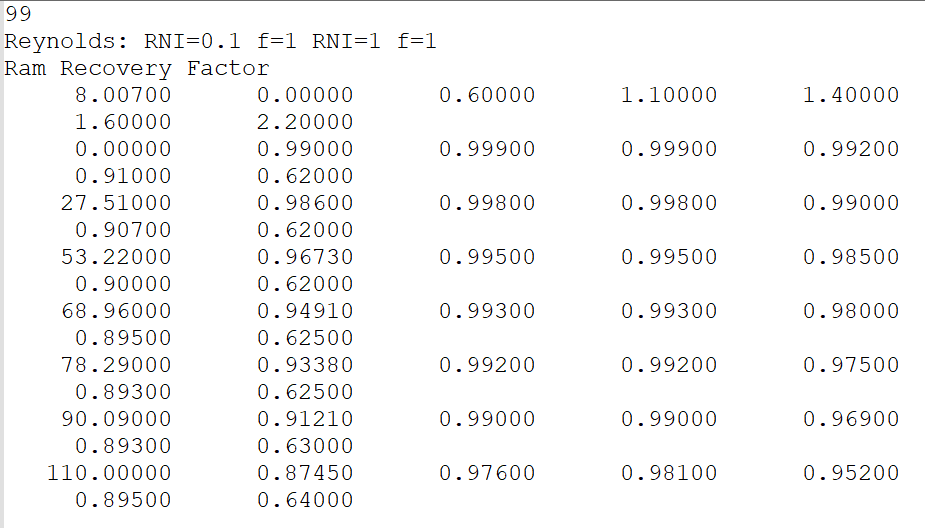 99
Reynolds: RNI=0.1 f=1 RNI=1 f=1
Ram Recovery Factor
8.00700 0.00000 0.60000 1.10000 1.40000
1.60000 2.20000
0.00000 0.99000 0.99900 0.99900 0.99200
0.91000 0.62000
27.51000 0.98600 0.99800 0.99800 0.99000
0.90700 0.62000
53.22000 0.96730 0.99500 0.99500 0.98500
0.90000 0.62000
68.96000 0.94910 0.99300 0.99300 0.98000
0.89500 0.62500
78.29000 0.93380 0.99200 0.99200 0.97500
0.89300 0.62500
90.09000 0.91210 0.99000 0.99000 0.96900
0.89300 0.63000
110.00000 0.87450 0.97600 0.98100 0.95200
0.89500 0.64000